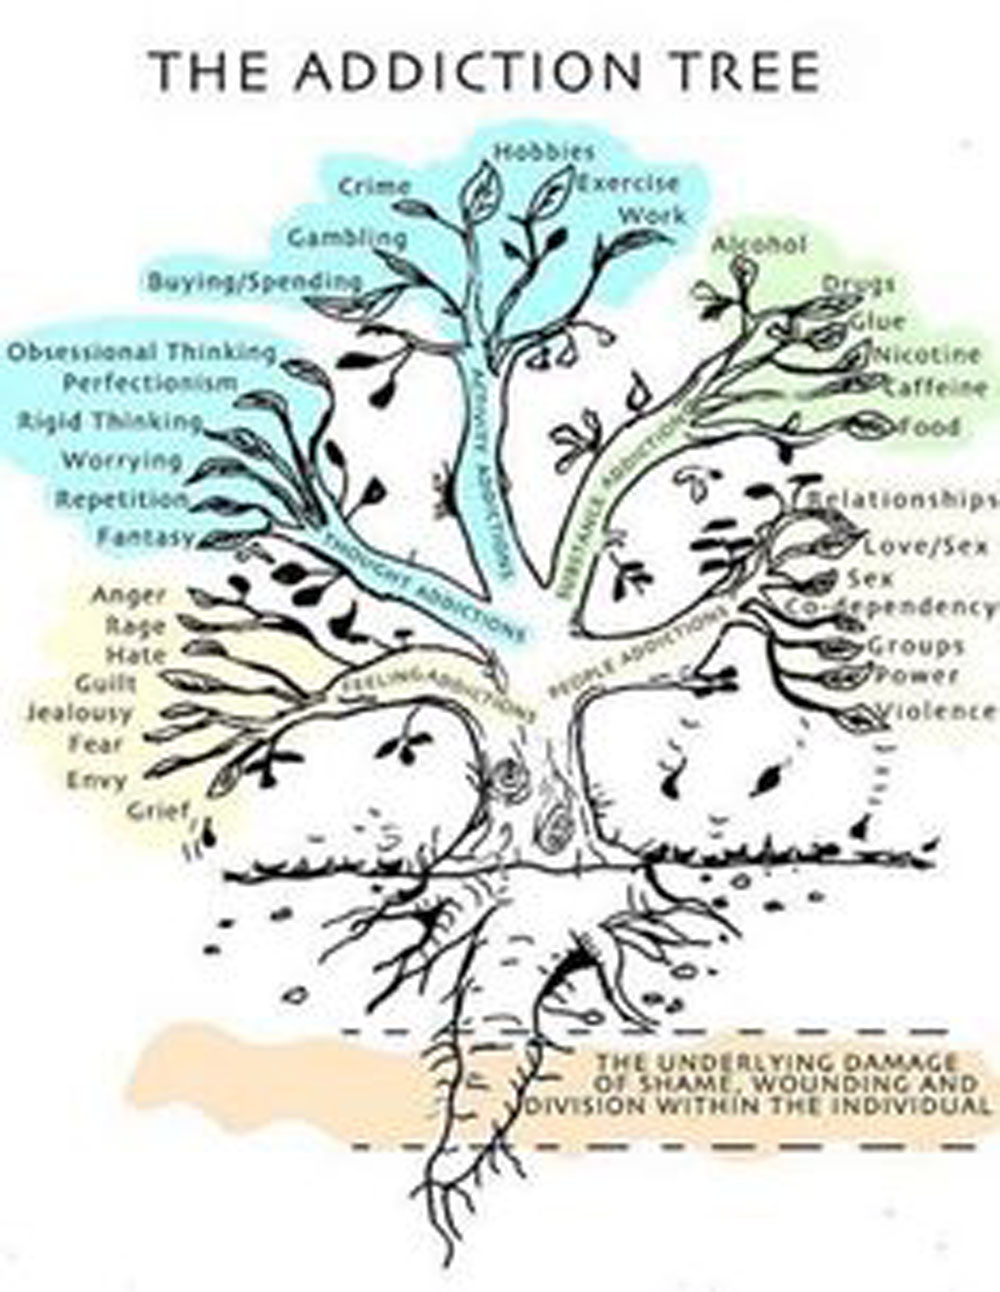 THE ADDICTION TREE
Hobbies
Crime
Exercise
Work
Gambling
Buying/Spending
Alcohol
Drugs
Glue
Nicotine
Caffeine
Food
Obsessional Thinking
Perfectionism
Rigid Thinking
Worrying
Repetition
Fantasy
ACTIVITY ADDICTIONS
SUBSTANCE ADDICTIONS
THOUGHT ADDICTIONS
Relationships
Love/Sex
Sex
Co-dependency
Groups
Power
Violence
PEOPLE ADDICTIONS
Anger
Rage
Hate
Guilt
Jealousy
Fear
Envy
Grief
FEELING ADDICTIONS
THE UNDERLYING DAMAGE
OF SHAME, WOUNDING AND
DIVISION WITHIN THE INDIVIDUAL